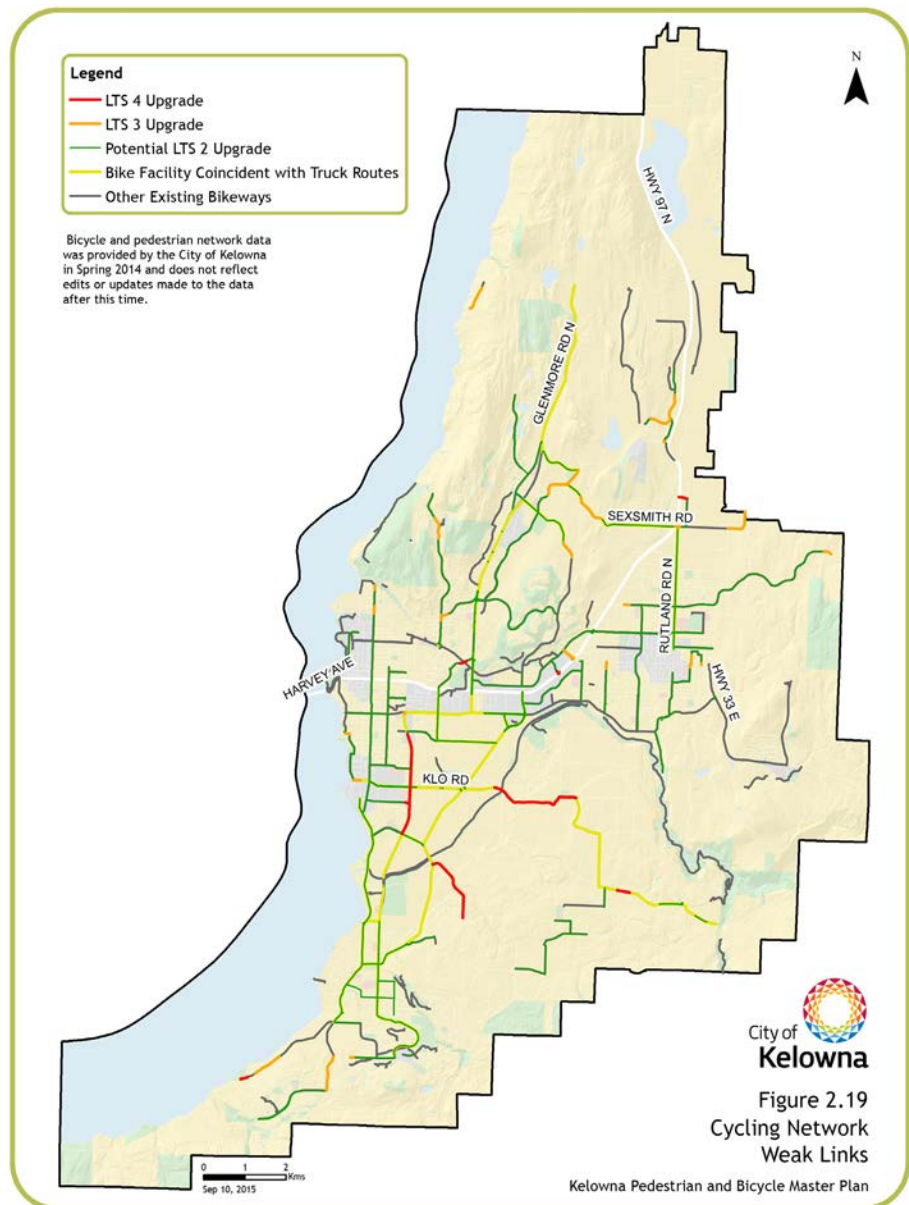 Legend
LTS 4 Upgrade
LTS 3 Upgrade
Potential LTS 2 Upgrade
Bike Facility Coincident with Truck Routes
Other Existing Bikeways
Bicycle and pedestrian network data
was provided by the City of Kelowna
in Spring 2014 and does not reflect
edits or updates made to the data
after this time.
N
HWY 97 N
GLENMORE RD N
SEXSMITH RD
RUTLAND RD N
HARVEY AVE
HWY 33 E
KLO RD
City of
Kelowna
Figure 2.19
Cycling Network
Weak Links
0 1 2
Kms
Sep 10, 2015
Kelowna Pedestrian and Bicycle Master Plan